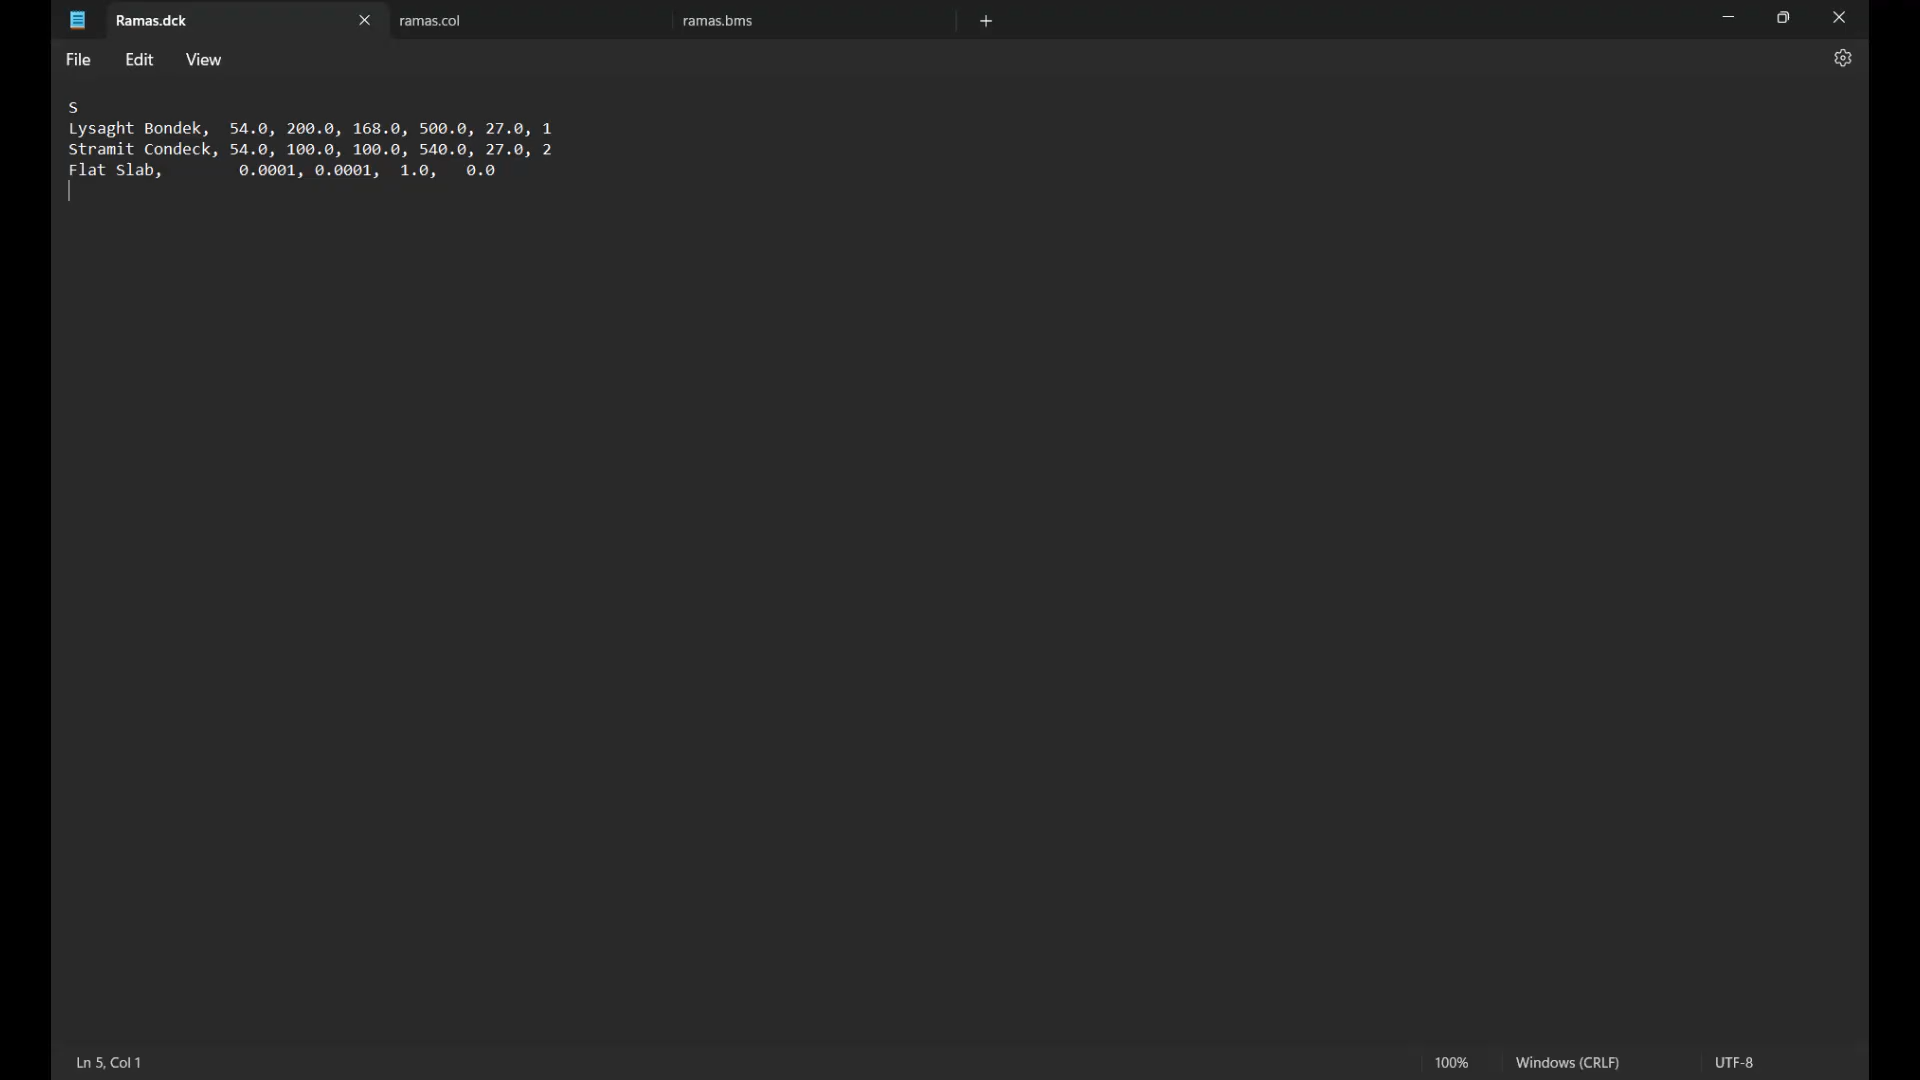 Ramas.dck
ramas.col
ramas.bms
File Edit View
S
Lysaght Bondek,  54.0, 200.0, 168.0, 500.0, 27.0, 1
Stramit Condeck, 54.0, 100.0, 100.0, 540.0, 27.0, 2
Flat Slab,        0.0001, 0.0001,  1.0,   0.0
Ln 5, Col 1 100% Windows (CRLF) UTF-8